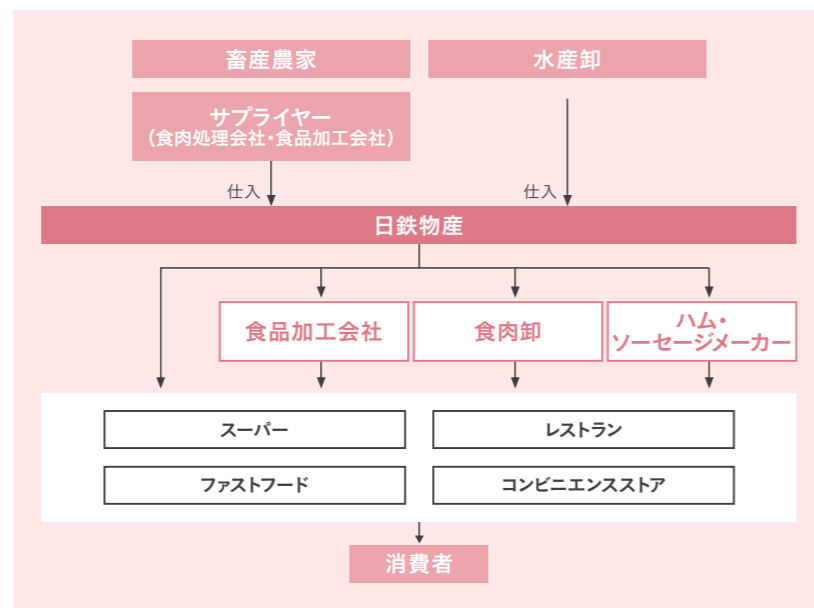 畜産農家
水産卸
サプライヤー
（食肉処理会社・食品加工会社）
仕入
仕入
日鉄物産
食品加工会社
食肉卸
ハム・
ソーセージメーカー
スーパー
レストラン
ファストフード
コンビニエンスストア
消費者